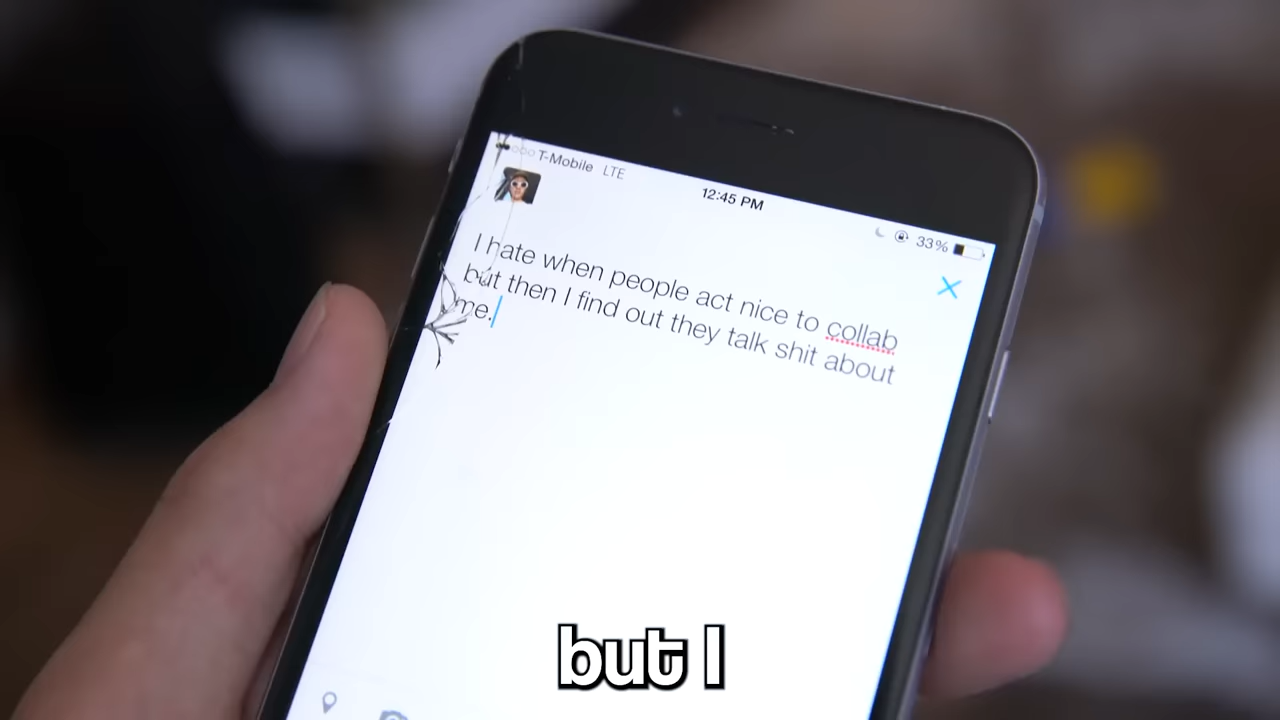 T-Mobile LTE
12:45 PM
33%
I hate when people act nice to collab
but then I find out they talk shit about
me.
but I